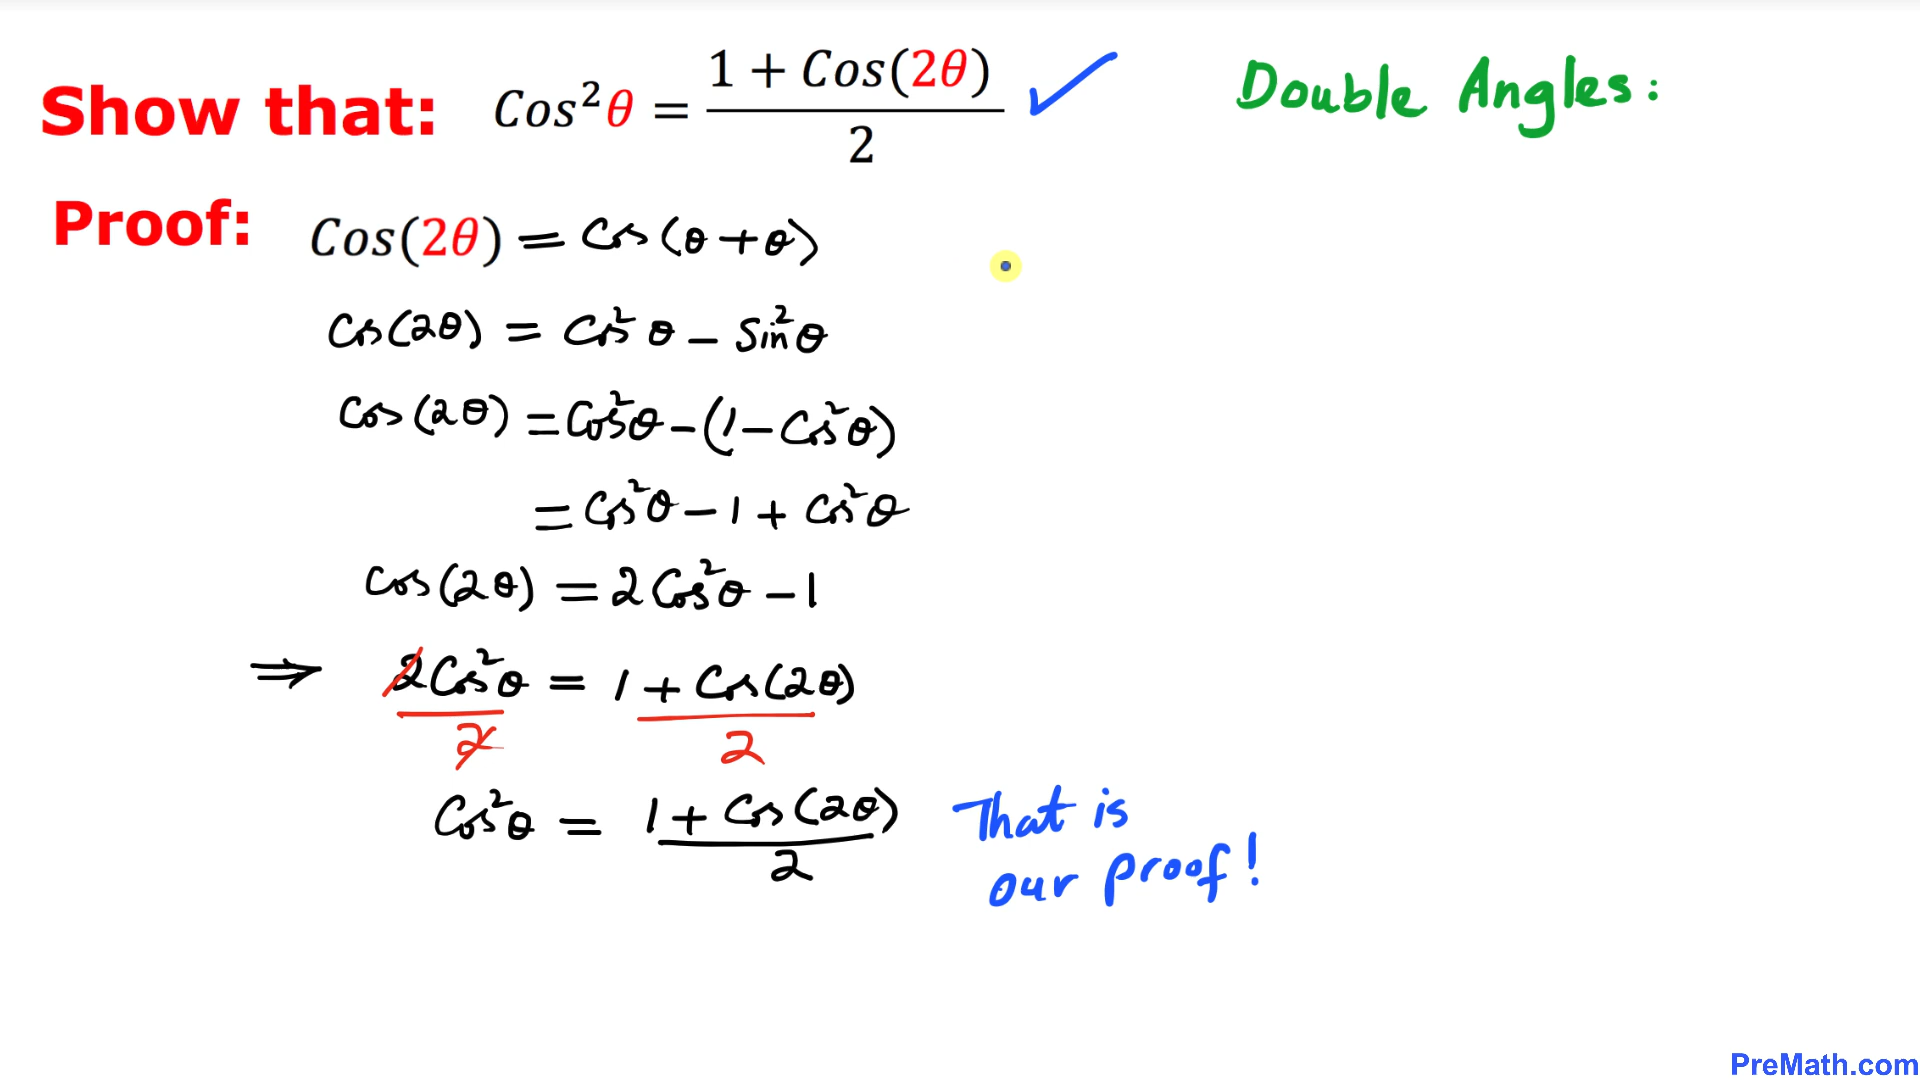 Show that: Cos²θ = (1 + Cos(2θ))/2 ✓
Double Angles:
Proof: Cos(2θ) = Cos(θ + θ)
Cos(2θ) = Cos²θ − Sin²θ
Cos(2θ) = Cos²θ − (1 − Cos²θ)
= Cos²θ − 1 + Cos²θ
Cos(2θ) = 2Cos²θ − 1
⇒ 2Cos²θ/2 = (1 + Cos(2θ))/2
Cos²θ = (1 + Cos(2θ))/2
That is
our proof!
PreMath.com